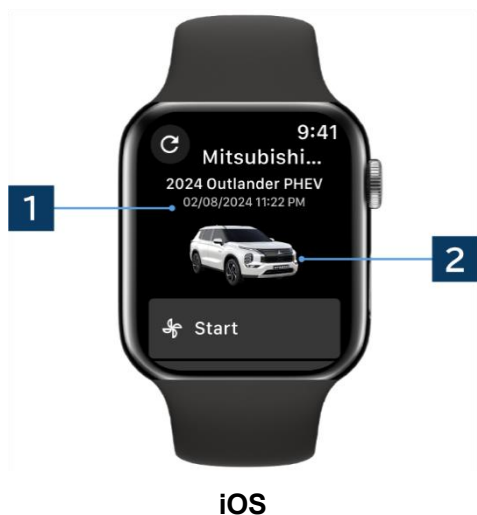 9:41
Mitsubishi...
2024 Outlander PHEV
02/08/2024 11:22 PM
1
2
Start
iOS